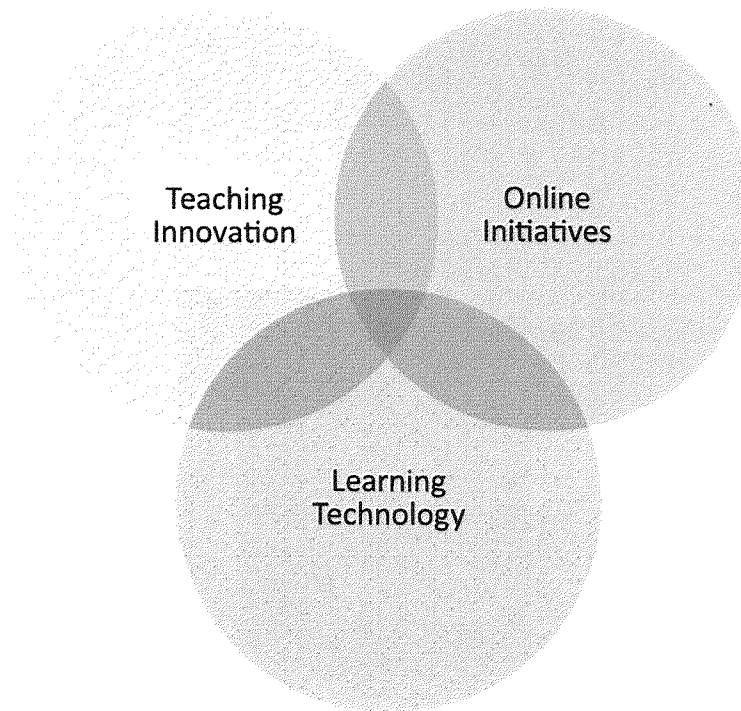 Teaching
Innovation
Online
Initiatives
Learning
Technology